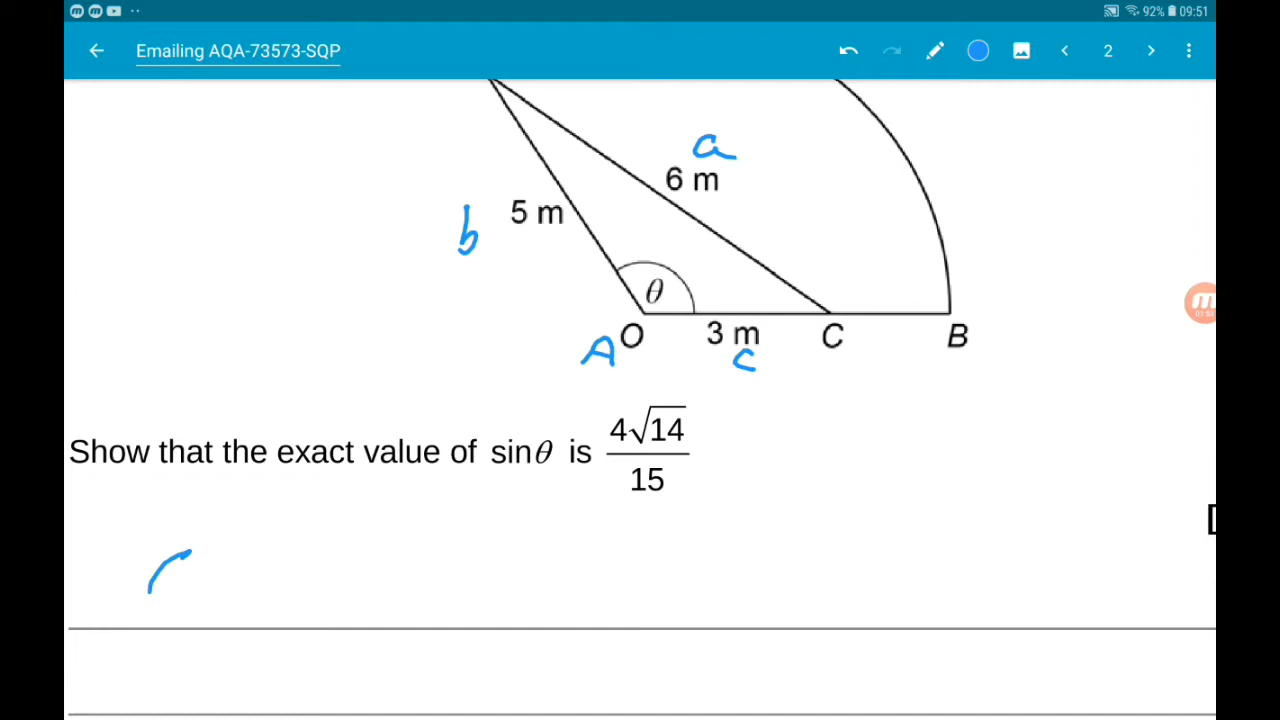 92% 09:51
Emailing AQA-73573-SQP
2
a
6 m
5 m
b
θ
A O 3 m C B
c
Show that the exact value of sinθ is 4√14/15